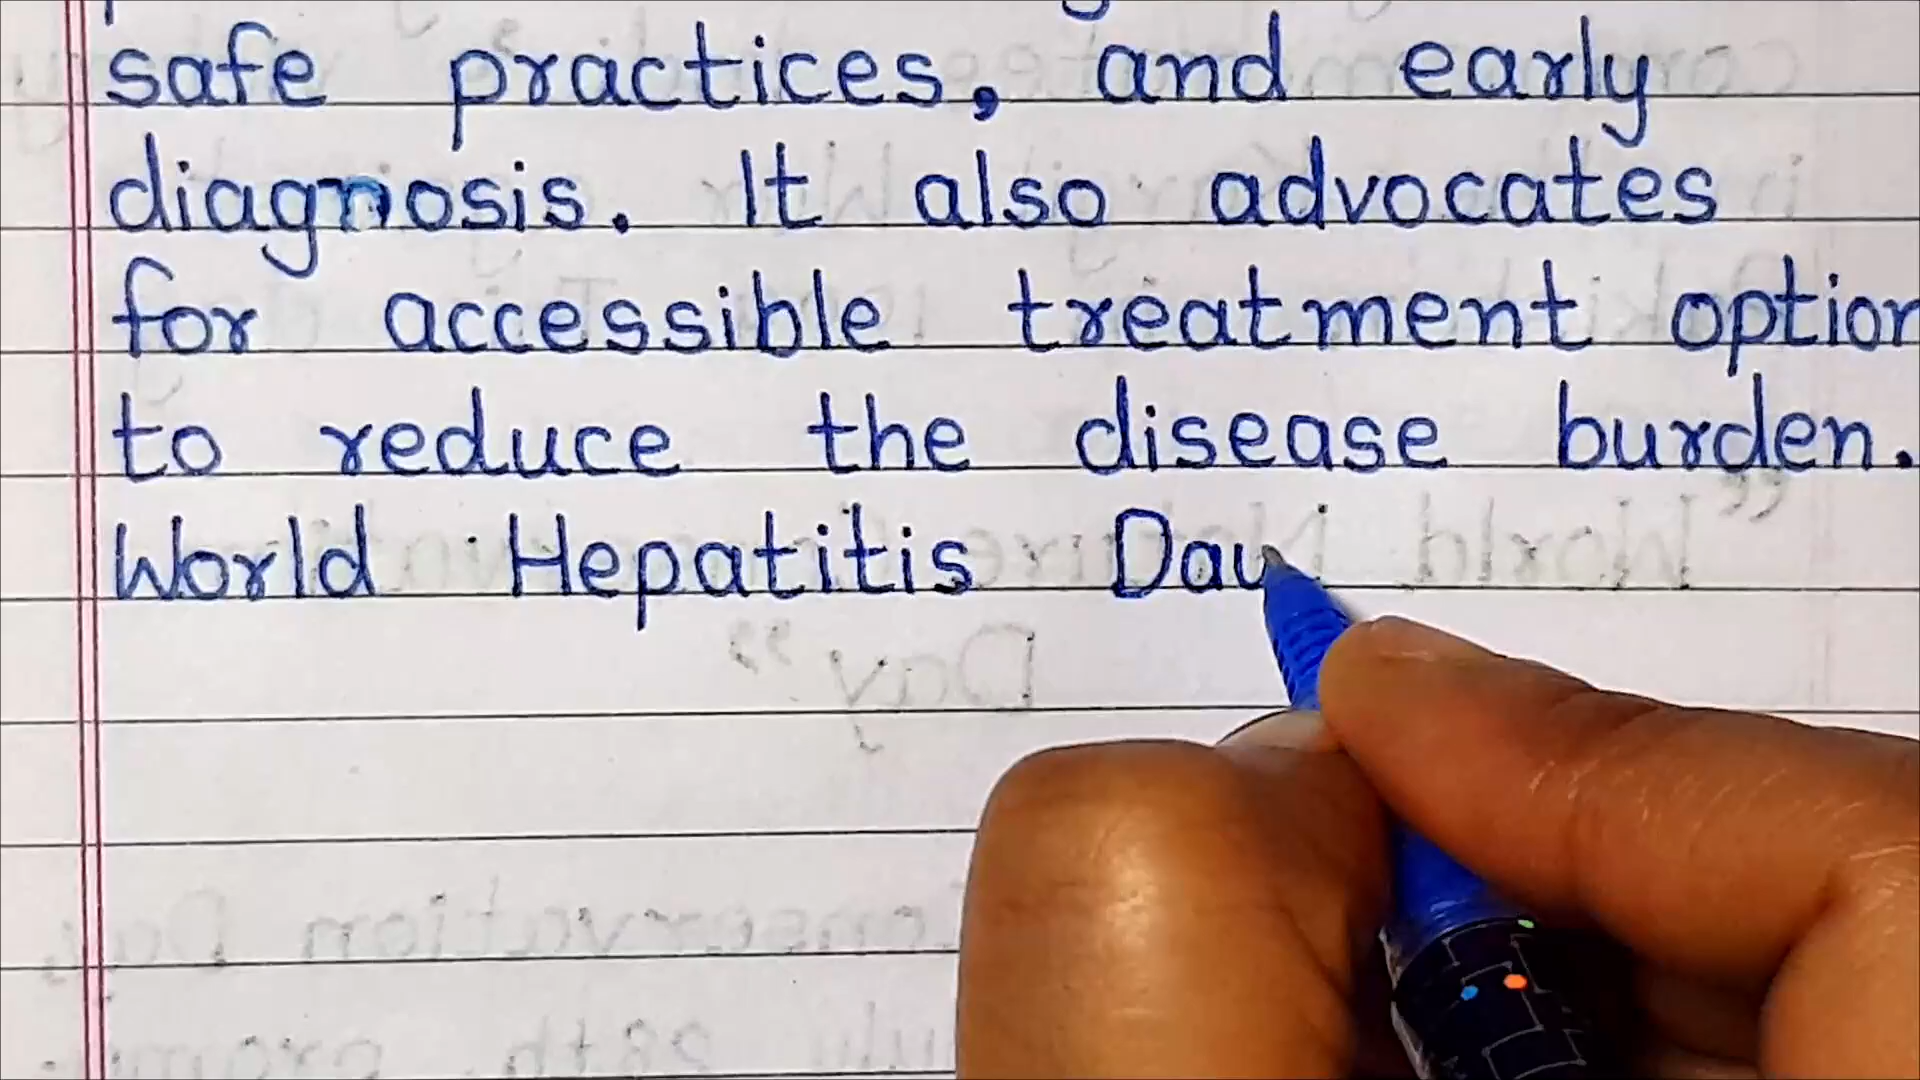 safe practices, and early
diagnosis. It also advocates
for accessible treatment option
to reduce the disease burden.
World Hepatitis Day